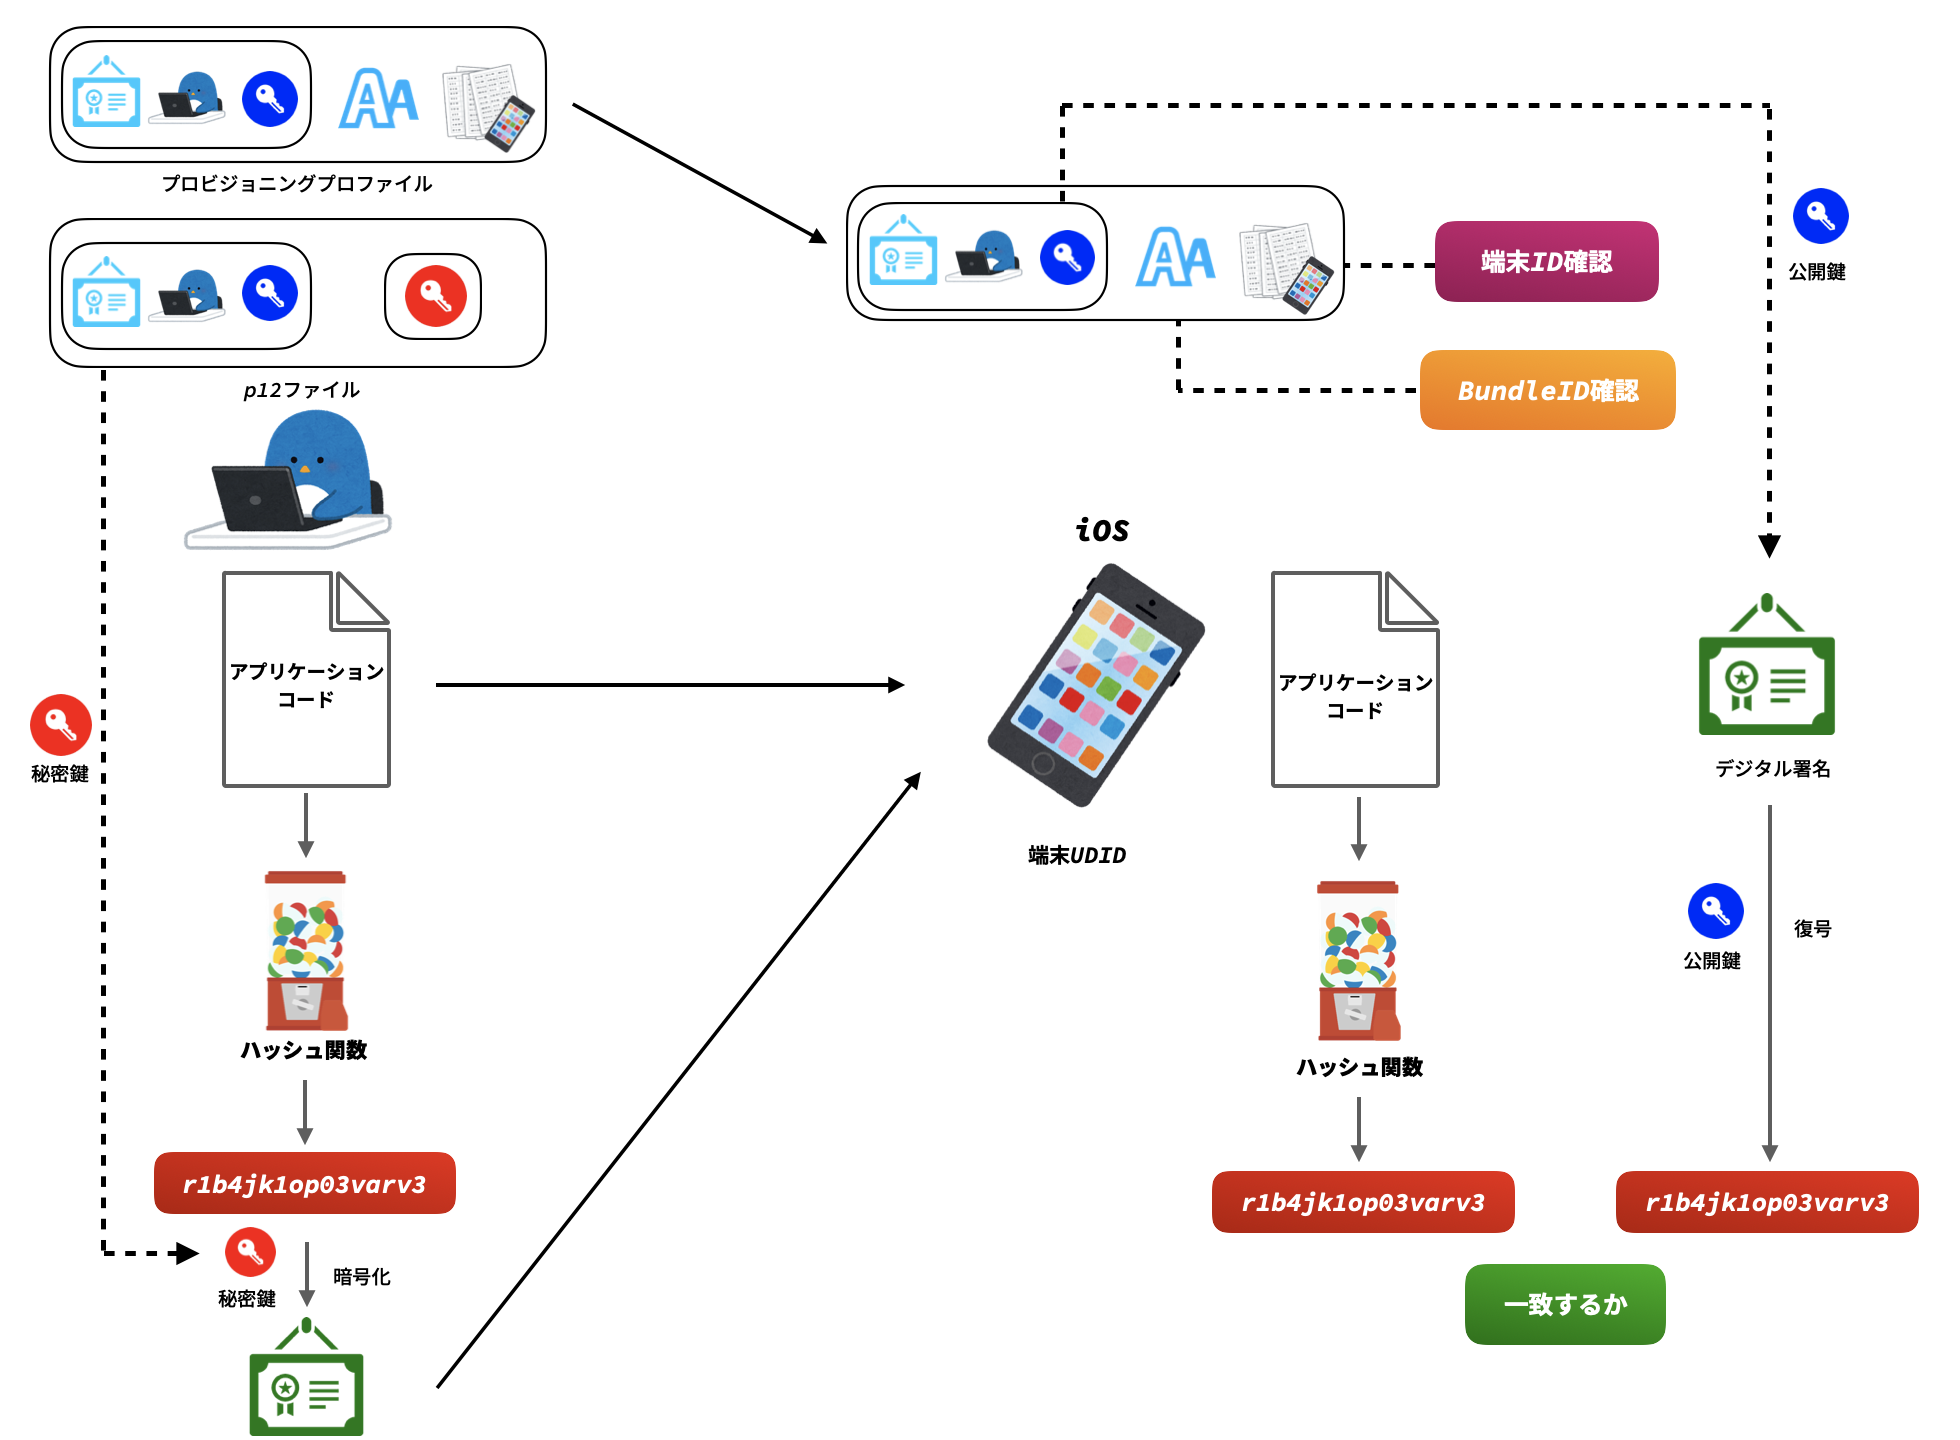 プロビジョニングプロファイル
p12ファイル
公開鍵
端末ID確認
BundleID確認
iOS
アプリケーション
コード
アプリケーション
コード
秘密鍵
デジタル署名
端末UDID
公開鍵
復号
ハッシュ関数
ハッシュ関数
r1b4jk1op03varv3
r1b4jk1op03varv3
r1b4jk1op03varv3
秘密鍵
暗号化
一致するか